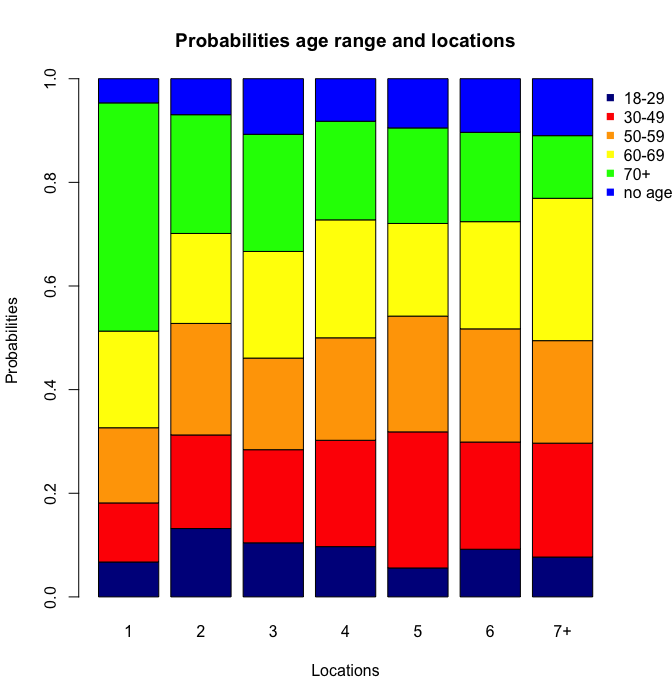 Probabilities age range and locations
1.0
0.8
0.6
0.4
0.2
0.0
Probabilities
18-29
30-49
50-59
60-69
70+
no age
1 2 3 4 5 6 7+
Locations